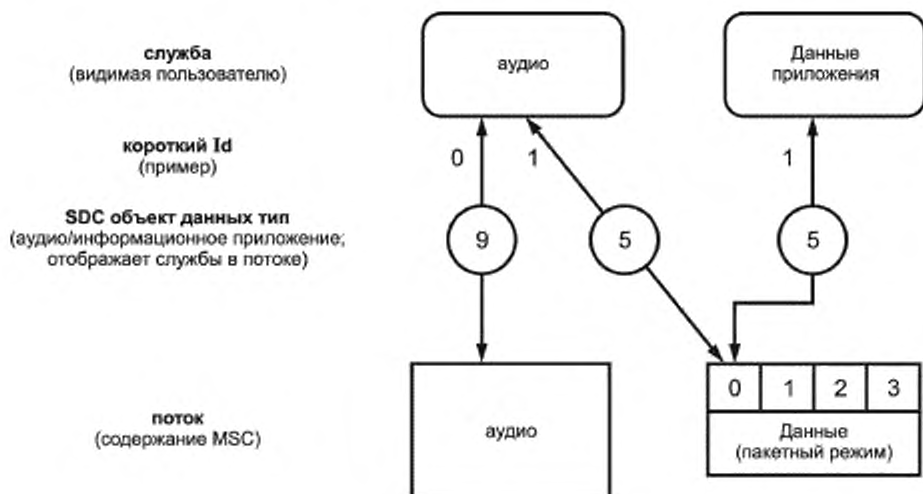 служба
(видимая пользователю)
аудио
Данные
приложения
короткий Id
(пример)
0
1
1
SDC объект данных тип
(аудио/информационное приложение;
отображает службы в потоке)
9
5
5
поток
(содержание MSC)
аудио
0
1
2
3
Данные
(пакетный режим)